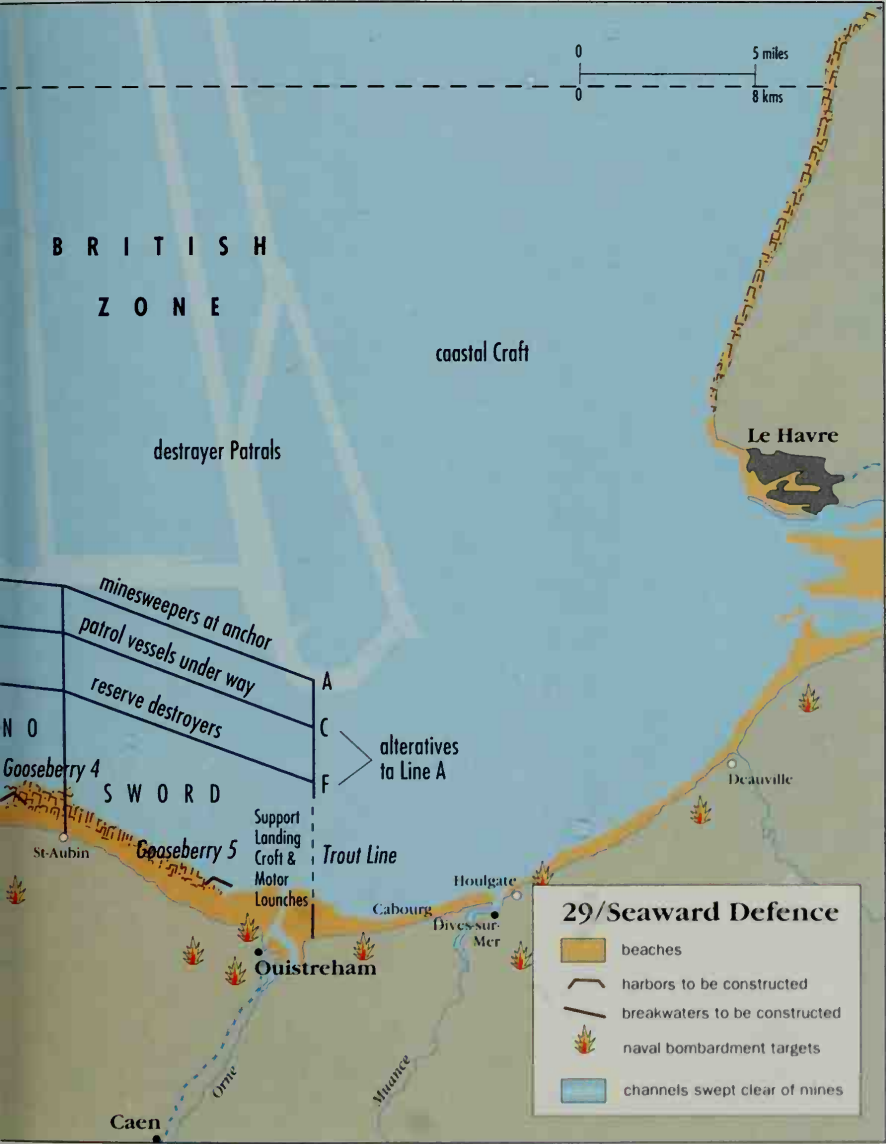 0 5 miles
0 8 kms
B R I T I S H
Z O N E
caastal Craft
destrayer Patrals
Le Havre
minesweepers at anchor
patrol vessels under way
reserve destroyers
A
C
F
alteratives
ta Line A
N O
Gooseberry 4
S W O R D
Deauville
St-Aubin
Gooseberry 5
Support
Landing
Croft &
Motor
Lounches
Trout Line
Houlgate
Cabourg
Dives-sur-
Mer
Ouistreham
Orne
Muance
Caen
29/Seaward Defence
beaches
harbors to be constructed
breakwaters to be constructed
naval bombardment targets
channels swept clear of mines